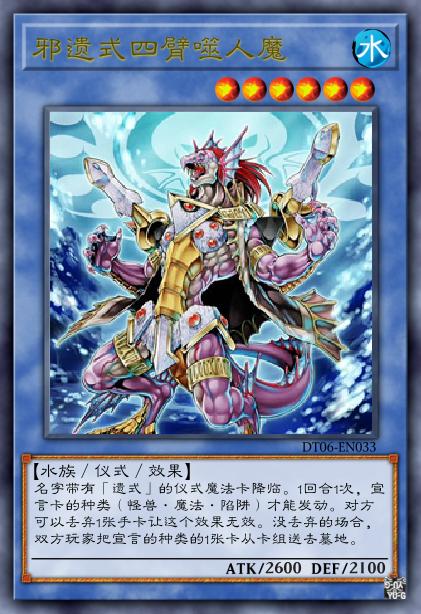 邪遗式四臂噬人魔
水
DT06-EN033
【水族／仪式／效果】
名字带有「遗式」的仪式魔法卡降临。1回合1次，宣
言卡的种类（怪兽·魔法·陷阱）才能发动。对方
可以丢弃1张手卡让这个效果无效。没丢弃的场合，
双方玩家把宣言的种类的1张卡从卡组送去墓地。
ATK/2600 DEF/2100